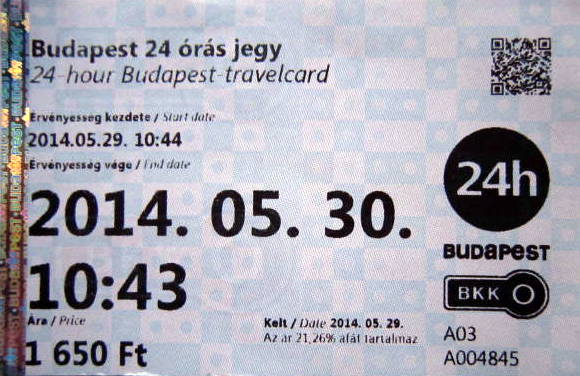 Budapest 24 órás jegy
24-hour Budapest-travelcard
Érvényesség kezdete / Start date
2014.05.29. 10:44
Érvényesség vége / End date
2014. 05. 30.
10:43
Ára / Price
1 650 Ft
24h
BUDAPEST
BKK
Kelt / Date 2014. 05. 29.
Az ár 21,26% áfát tartalmaz
A03
A004845